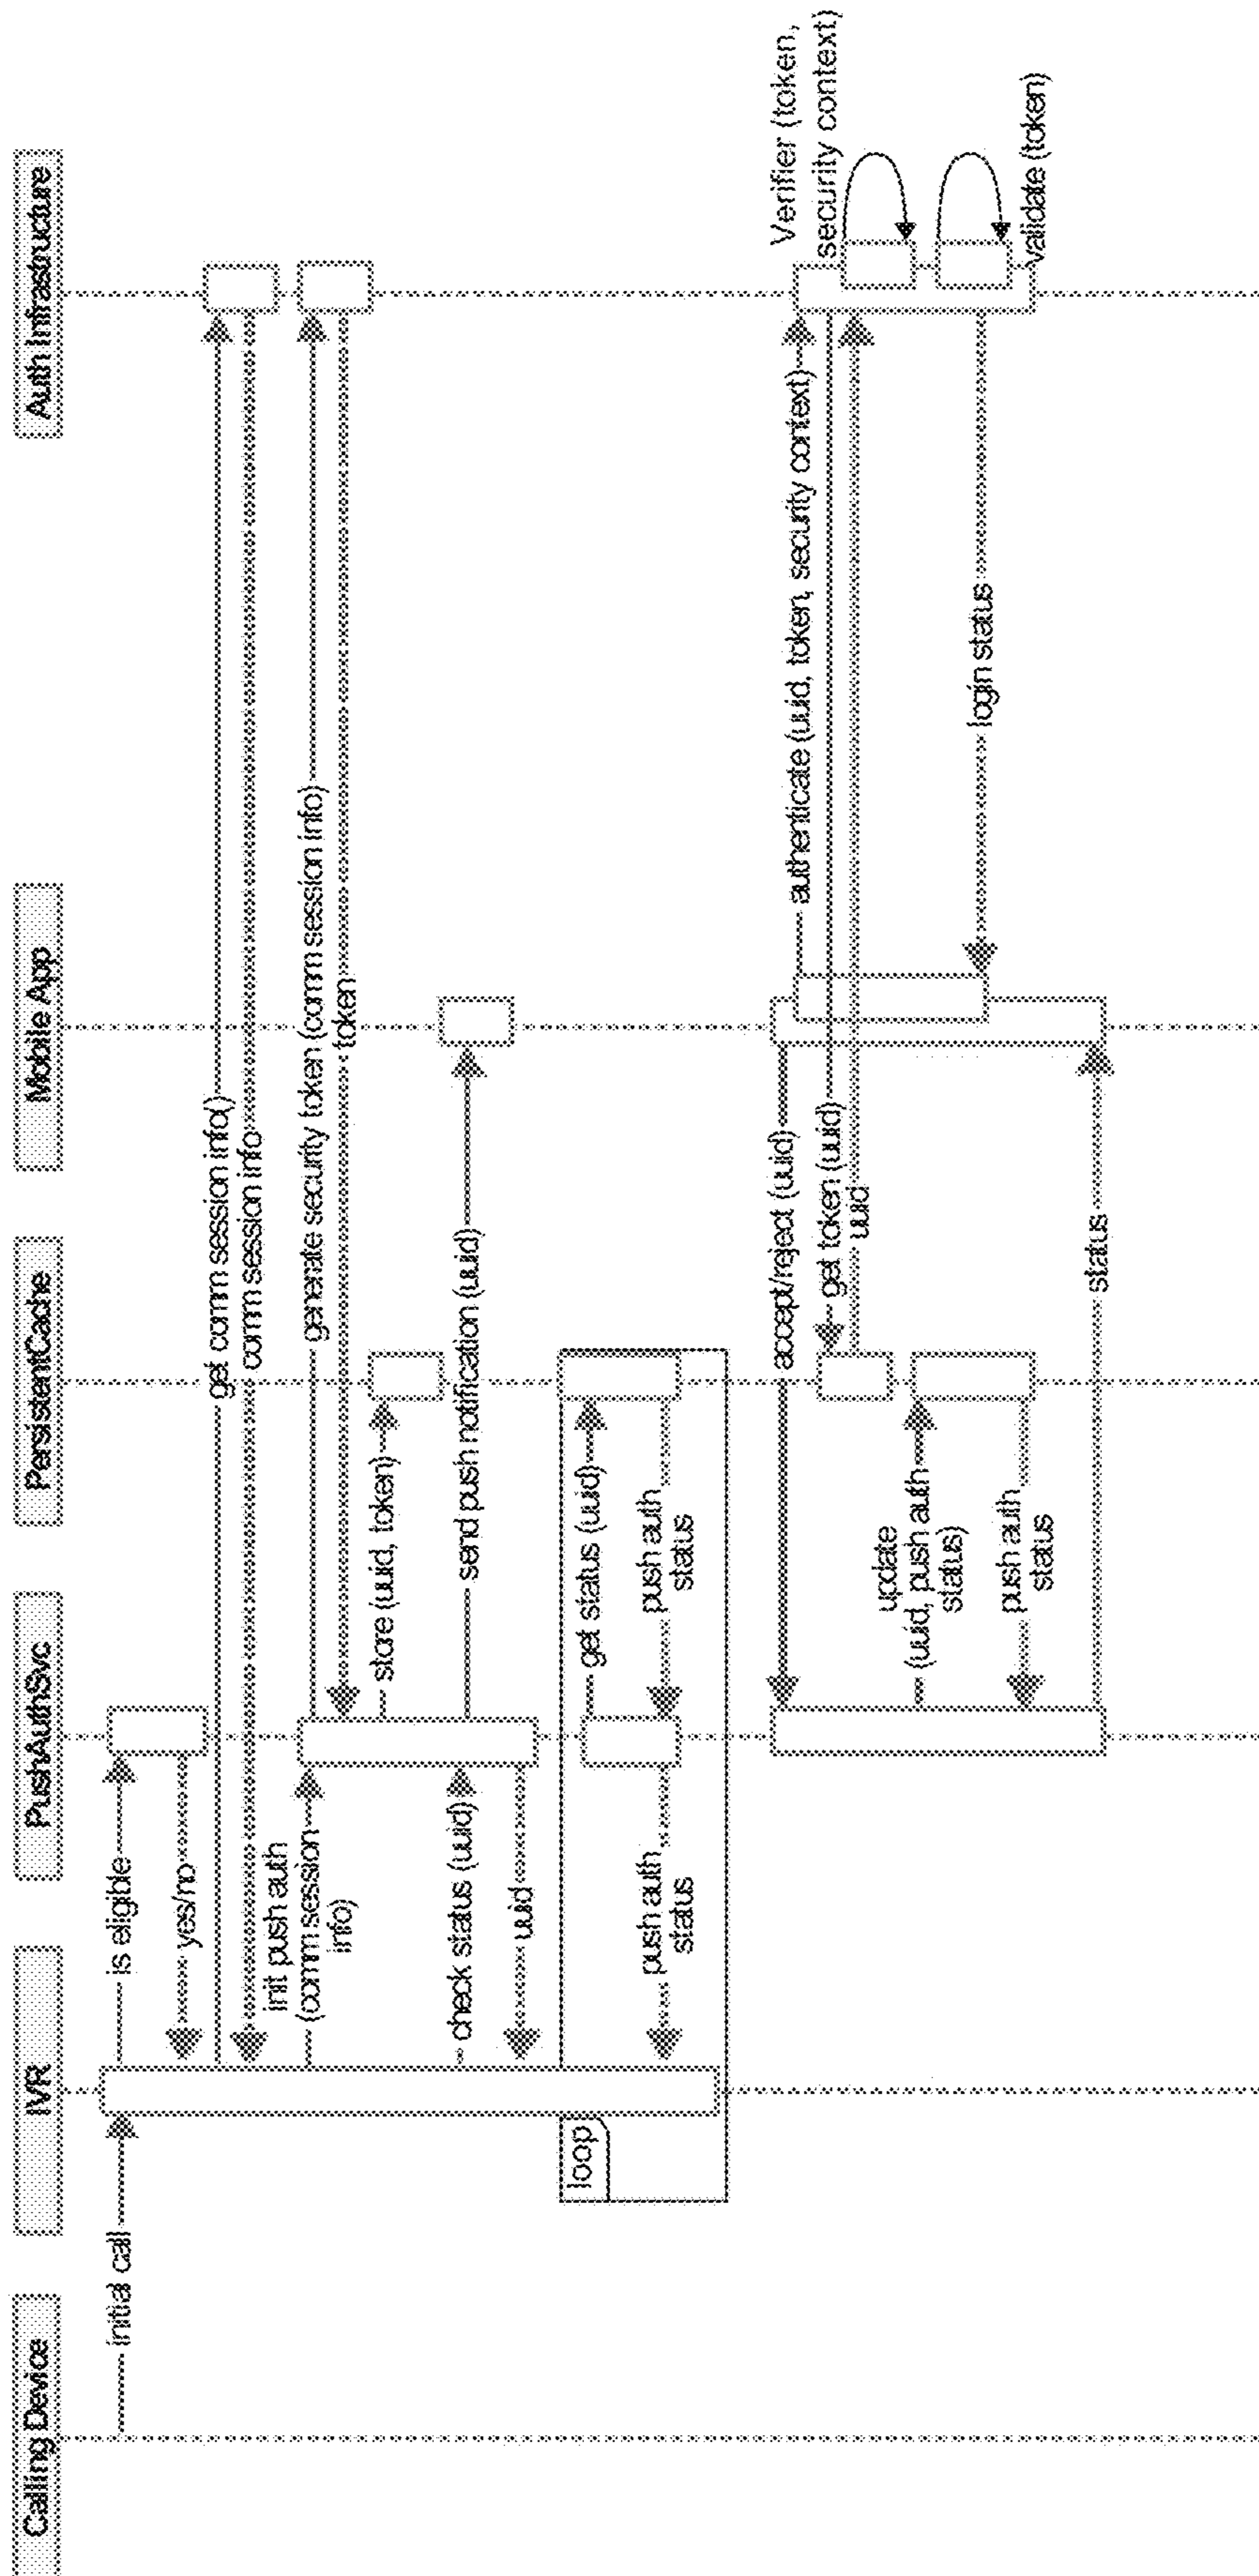 Calling Device
IVR
PushAuthSvc
PersistentCache
Mobile App
Auth Infrastructure
initial call
is eligible
yes/no
get comm session info()
comm session info
init push auth
(comm session
info)
generate security token (comm session info)
token
store (uuid, token)
check status (uuid)
send push notification (uuid)
uuid
loop
get status (uuid)
push auth
status
push auth
status
accept/reject (uuid)
authenticate (uuid, token, security context)
Verifier (token,
security context)
get token (uuid)
uuid
update
(uuid, push auth
status)
login status
validate (token)
push auth
status
status